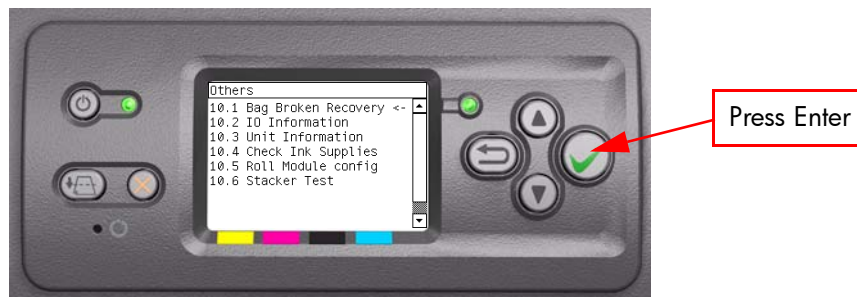 Others
10.1 Bag Broken Recovery <-
10.2 IO Information
10.3 Unit Information
10.4 Check Ink Supplies
10.5 Roll Module config
10.6 Stacker Test
Press Enter